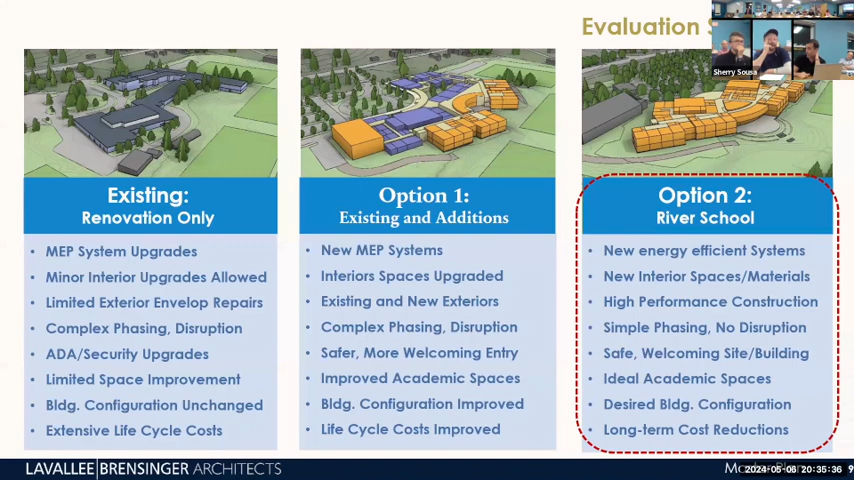 Evaluation
Sherry Sousa
Existing:
Renovation Only
• MEP System Upgrades
• Minor Interior Upgrades Allowed
• Limited Exterior Envelop Repairs
• Complex Phasing, Disruption
• ADA/Security Upgrades
• Limited Space Improvement
• Bldg. Configuration Unchanged
• Extensive Life Cycle Costs
Option 1:
Existing and Additions
• New MEP Systems
• Interiors Spaces Upgraded
• Existing and New Exteriors
• Complex Phasing, Disruption
• Safer, More Welcoming Entry
• Improved Academic Spaces
• Bldg. Configuration Improved
• Life Cycle Costs Improved
Option 2:
River School
• New energy efficient Systems
• New Interior Spaces/Materials
• High Performance Construction
• Simple Phasing, No Disruption
• Safe, Welcoming Site/Building
• Ideal Academic Spaces
• Desired Bldg. Configuration
• Long-term Cost Reductions
LAVALLEE|BRENSINGER ARCHITECTS
2024-05-06 20:35:36